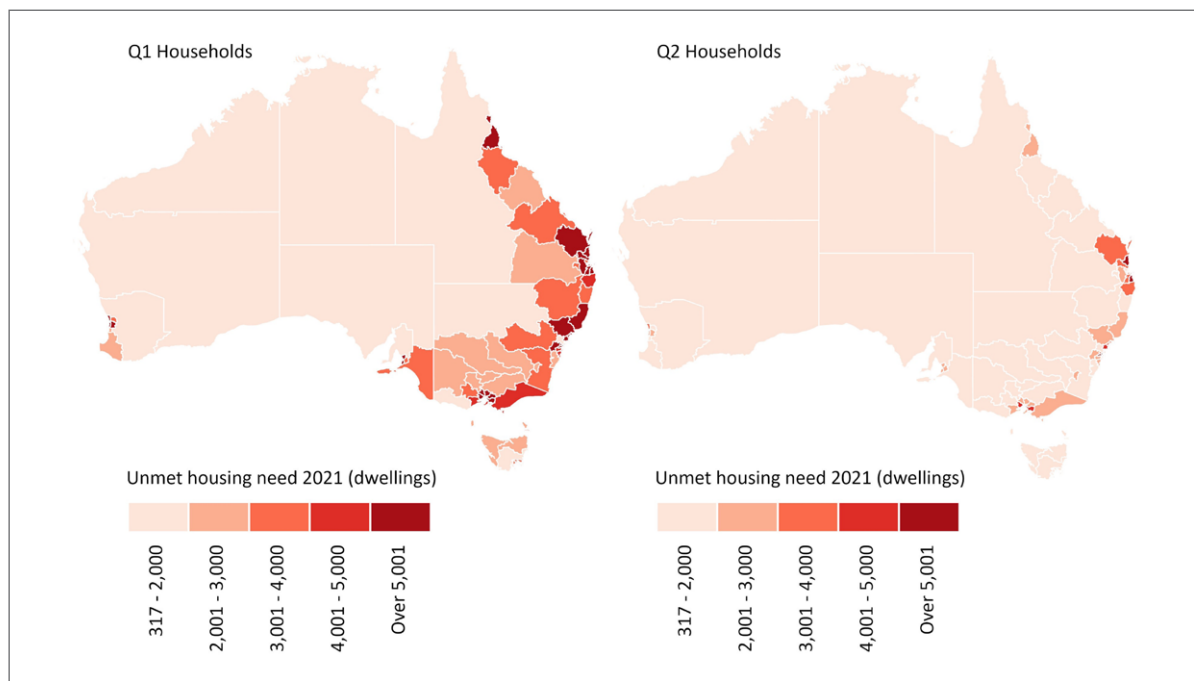 Q1 Households
Q2 Households
Unmet housing need 2021 (dwellings)
317 - 2,000
2,001 - 3,000
3,001 - 4,000
4,001 - 5,000
Over 5,001
Unmet housing need 2021 (dwellings)
317 - 2,000
2,001 - 3,000
3,001 - 4,000
4,001 - 5,000
Over 5,001